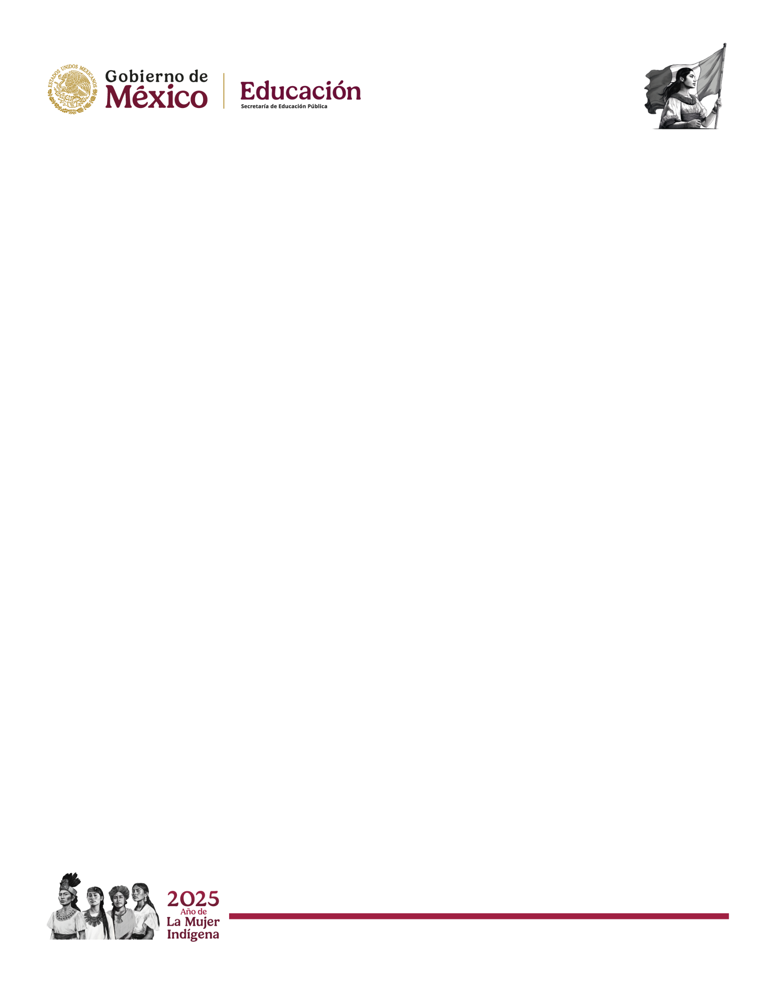 ESTADOS UNIDOS MEXICANOS
Gobierno de
México
Educación
Secretaría de Educación Pública
2025
Año de
La Mujer
Indígena